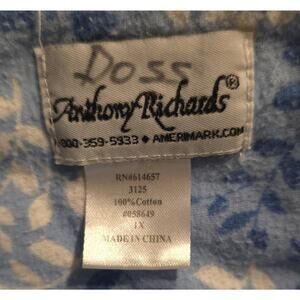 Doss
Anthony Richards®
1-800-359-5933 ♦ AMERIMARK.COM
RN#614657
3125
100%Cotton
#058649
1X
MADE IN CHINA